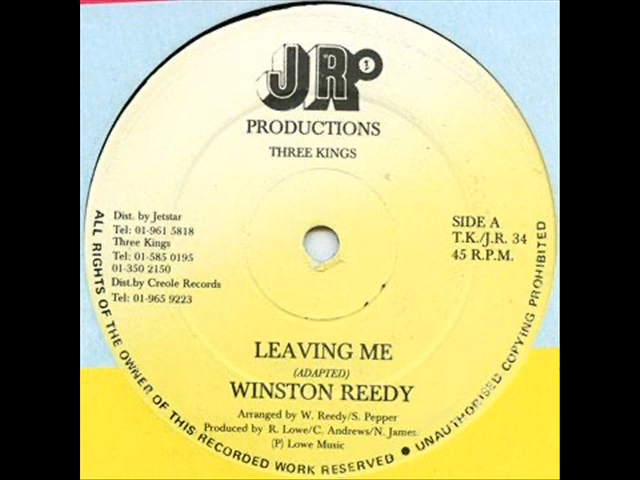 JR
PRODUCTIONS
THREE KINGS
Dist. by Jetstar
Tel: 01-961 5818
Three Kings
Tel: 01-585 0195
01-350 2150
Dist.by Creole Records
Tel: 01-965 9223
SIDE A
T.K./J.R. 34
45 R.P.M.
LEAVING ME
(ADAPTED)
WINSTON REEDY
Arranged by W. Reedy/S. Pepper
Produced by R. Lowe/C. Andrews/N. James.
(P) Lowe Music
ALL RIGHTS OF THE OWNER OF THIS RECORDED WORK RESERVED ● UNAUTHORISED COPYING PROHIBITED